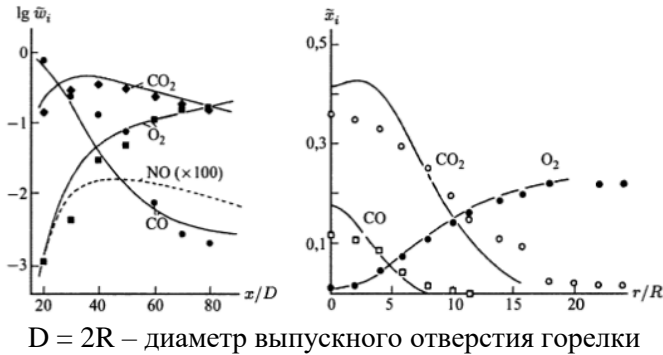 lg w̃ᵢ
0
−1
−2
−3
20 40 60 80 x/D
CO₂
O₂
NO (×100)
CO
x̃ᵢ
0,5
0,3
0,1
0 5 10 15 20 r/R
CO₂
O₂
CO
D = 2R – диаметр выпускного отверстия горелки